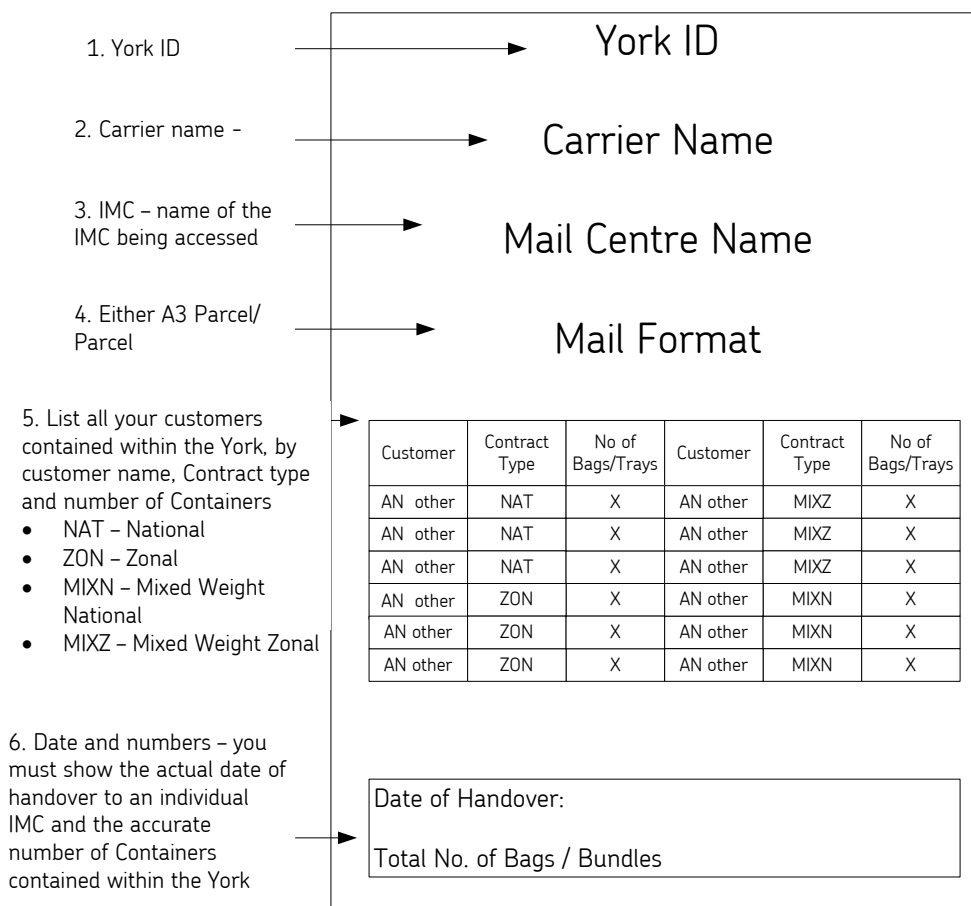 1. York ID
York ID
2. Carrier name -
Carrier Name
3. IMC – name of the
IMC being accessed
Mail Centre Name
4. Either A3 Parcel/
Parcel
Mail Format
5. List all your customers
contained within the York, by
customer name, Contract type
and number of Containers
• NAT – National
• ZON – Zonal
• MIXN – Mixed Weight
National
• MIXZ – Mixed Weight Zonal
Customer Contract Type No of Bags/Trays Customer Contract Type No of Bags/Trays
AN other NAT X AN other MIXZ X
AN other NAT X AN other MIXZ X
AN other NAT X AN other MIXZ X
AN other ZON X AN other MIXN X
AN other ZON X AN other MIXN X
AN other ZON X AN other MIXN X
6. Date and numbers – you
must show the actual date of
handover to an individual
IMC and the accurate
number of Containers
contained within the York
Date of Handover:
Total No. of Bags / Bundles